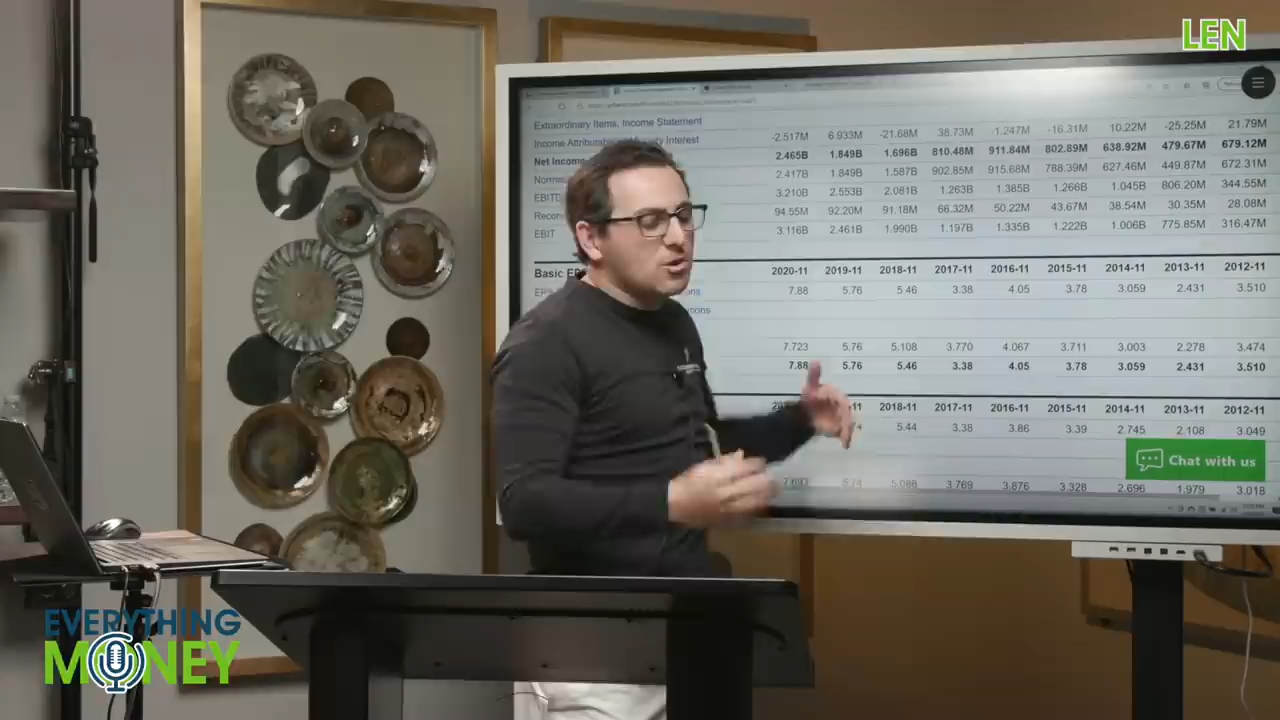 LEN
Extraordinary Items, Income Statement
-2.517M 6.933M -21.68M 38.73M 1.247M -16.31M 10.22M -25.25M 21.79M
Income Attributable Interest
2.465B 1.849B 1.696B 810.48M 911.84M 802.89M 638.92M 479.67M 679.12M
Net Income
2.417B 1.849B 1.587B 902.85M 915.68M 788.39M 627.46M 449.87M 672.31M
3.210B 2.553B 2.081B 1.263B 1.385B 1.266B 1.045B 806.20M 344.55M
94.55M 92.20M 91.18M 66.32M 50.22M 43.67M 38.54M 30.35M 28.08M
EBIT 3.116B 2.461B 1.990B 1.197B 1.335B 1.222B 1.006B 775.85M 316.47M
Basic 2020-11 2019-11 2018-11 2017-11 2016-11 2015-11 2014-11 2013-11 2012-11
7.88 5.76 5.46 3.38 4.05 3.78 3.059 2.431 3.510
7.723 5.76 5.108 3.770 4.067 3.711 3.003 2.278 3.474
7.88 5.76 5.46 3.38 4.05 3.78 3.059 2.431 3.510
2018-11 2017-11 2016-11 2015-11 2014-11 2013-11 2012-11
5.44 3.38 3.86 3.39 2.745 2.108 3.049
Chat with us
5.088 3.769 3.876 3.328 2.696 1.979 3.018
EVERYTHING
MONEY